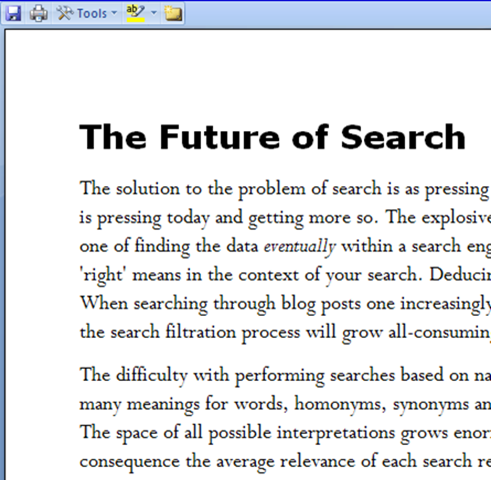 Tools
ab
The Future of Search
The solution to the problem of search is as pressing
is pressing today and getting more so. The explosive
one of finding the data eventually within a search eng
'right' means in the context of your search. Deducin
When searching through blog posts one increasingly
the search filtration process will grow all-consuming
The difficulty with performing searches based on na
many meanings for words, homonyms, synonyms an
The space of all possible interpretations grows enor
consequence the average relevance of each search re